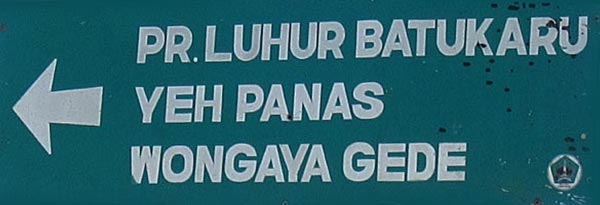 PR. LUHUR BATUKARU
YEH PANAS
WONGAYA GEDE